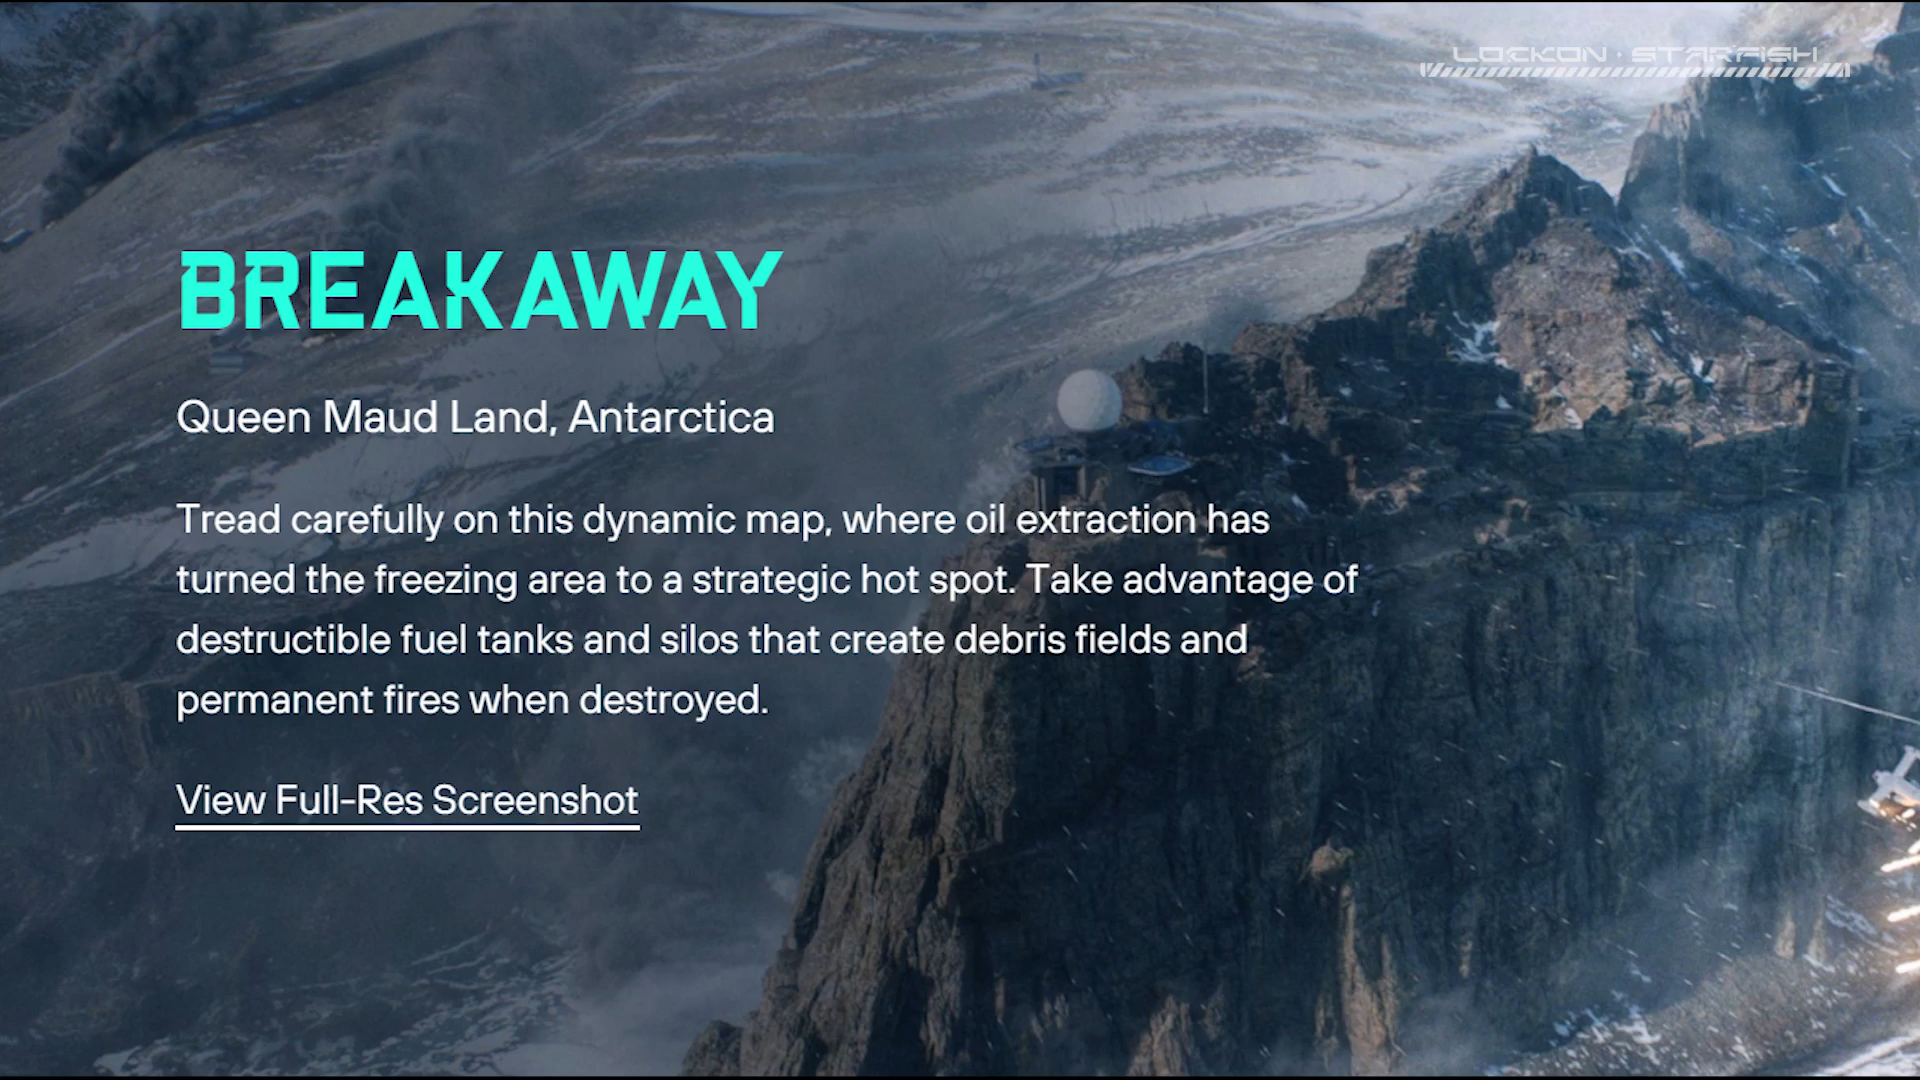 LOCKON · STARFISH
BREAKAWAY
Queen Maud Land, Antarctica
Tread carefully on this dynamic map, where oil extraction has
turned the freezing area to a strategic hot spot. Take advantage of
destructible fuel tanks and silos that create debris fields and
permanent fires when destroyed.
View Full-Res Screenshot